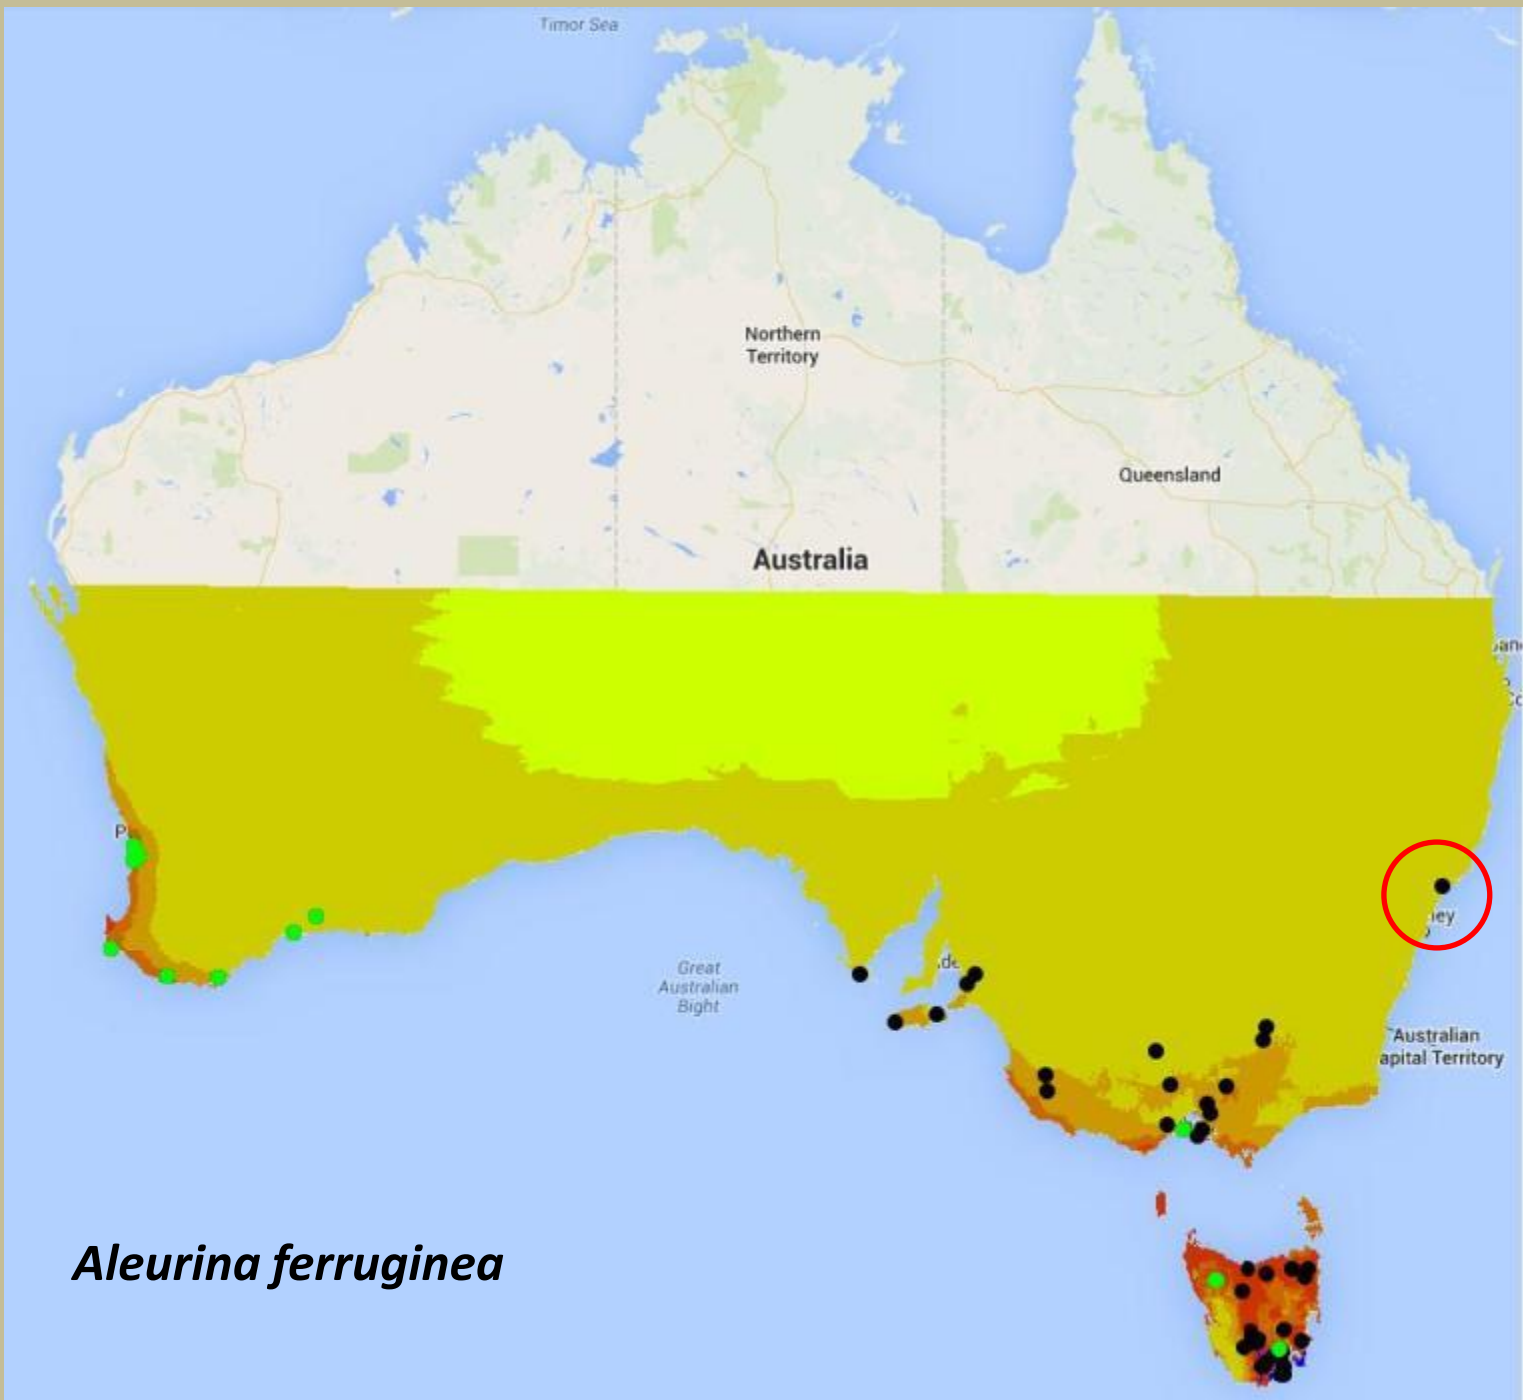 Timor Sea
Northern
Territory
Queensland
Australia
Great
Australian
Bight
Australian
apital Territory
Aleurina ferruginea